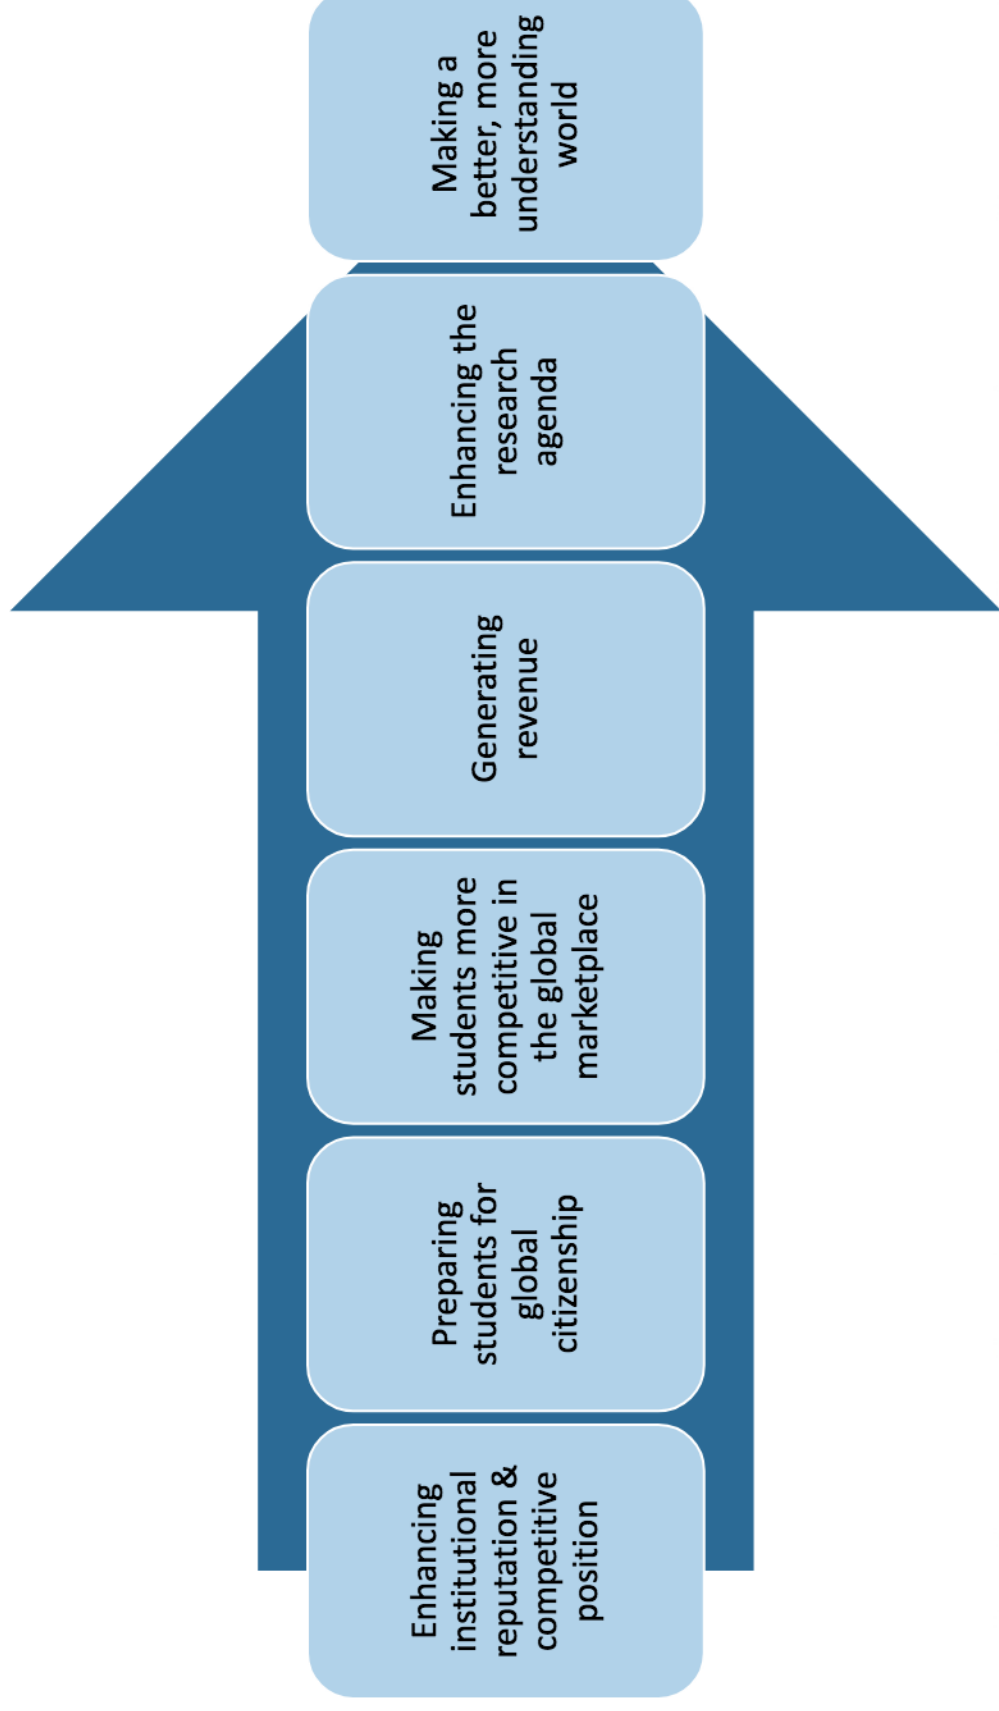 Enhancing
institutional
reputation &
competitive
position
Preparing
students for
global
citizenship
Making
students more
competitive in
the global
marketplace
Generating
revenue
Enhancing the
research
agenda
Making a
better, more
understanding
world